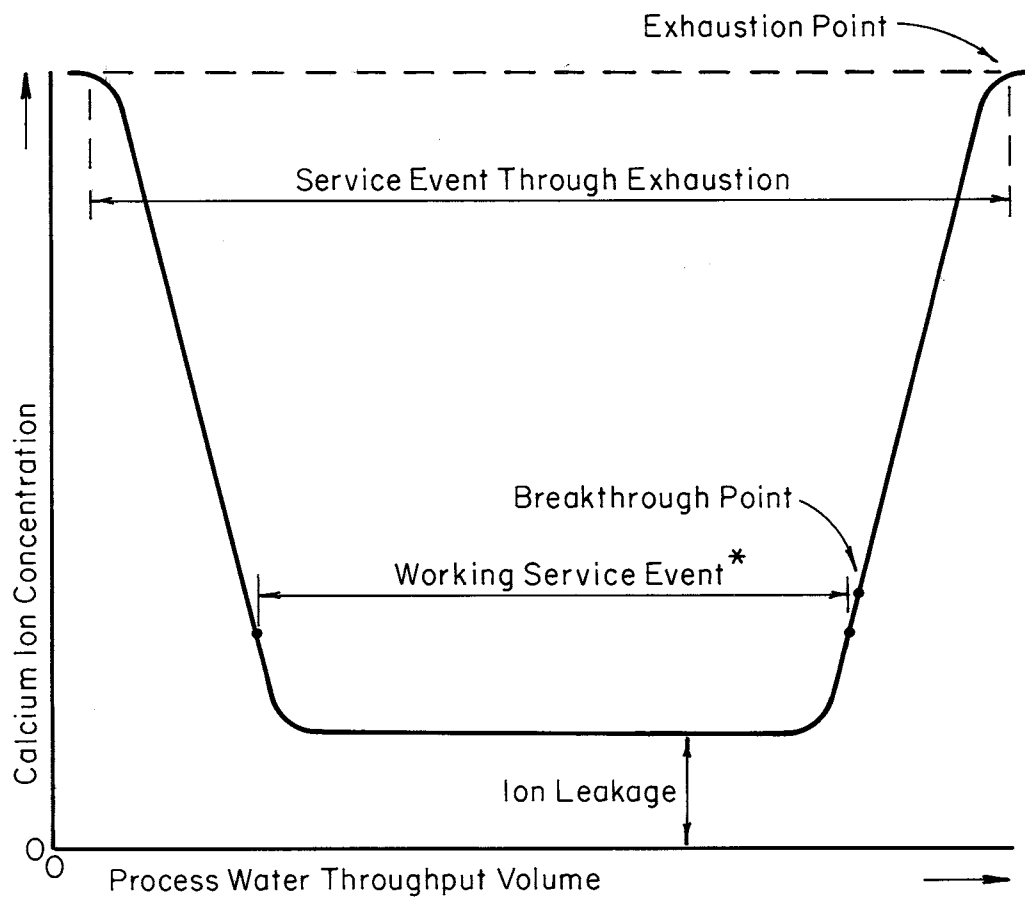 Exhaustion Point
Service Event Through Exhaustion
Breakthrough Point
Working Service Event*
Ion Leakage
Calcium Ion Concentration
0
0
Process Water Throughput Volume